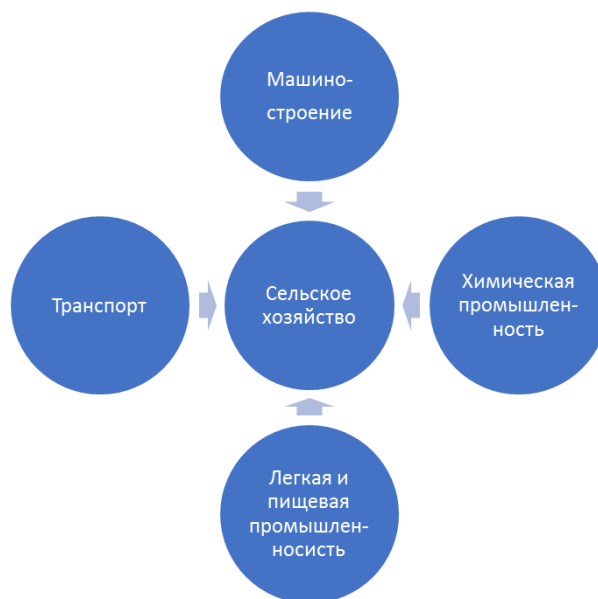 Машино-
строение
Транспорт
Сельское
хозяйство
Химическая
промышлен-
ность
Легкая и
пищевая
промышлен-
носисть